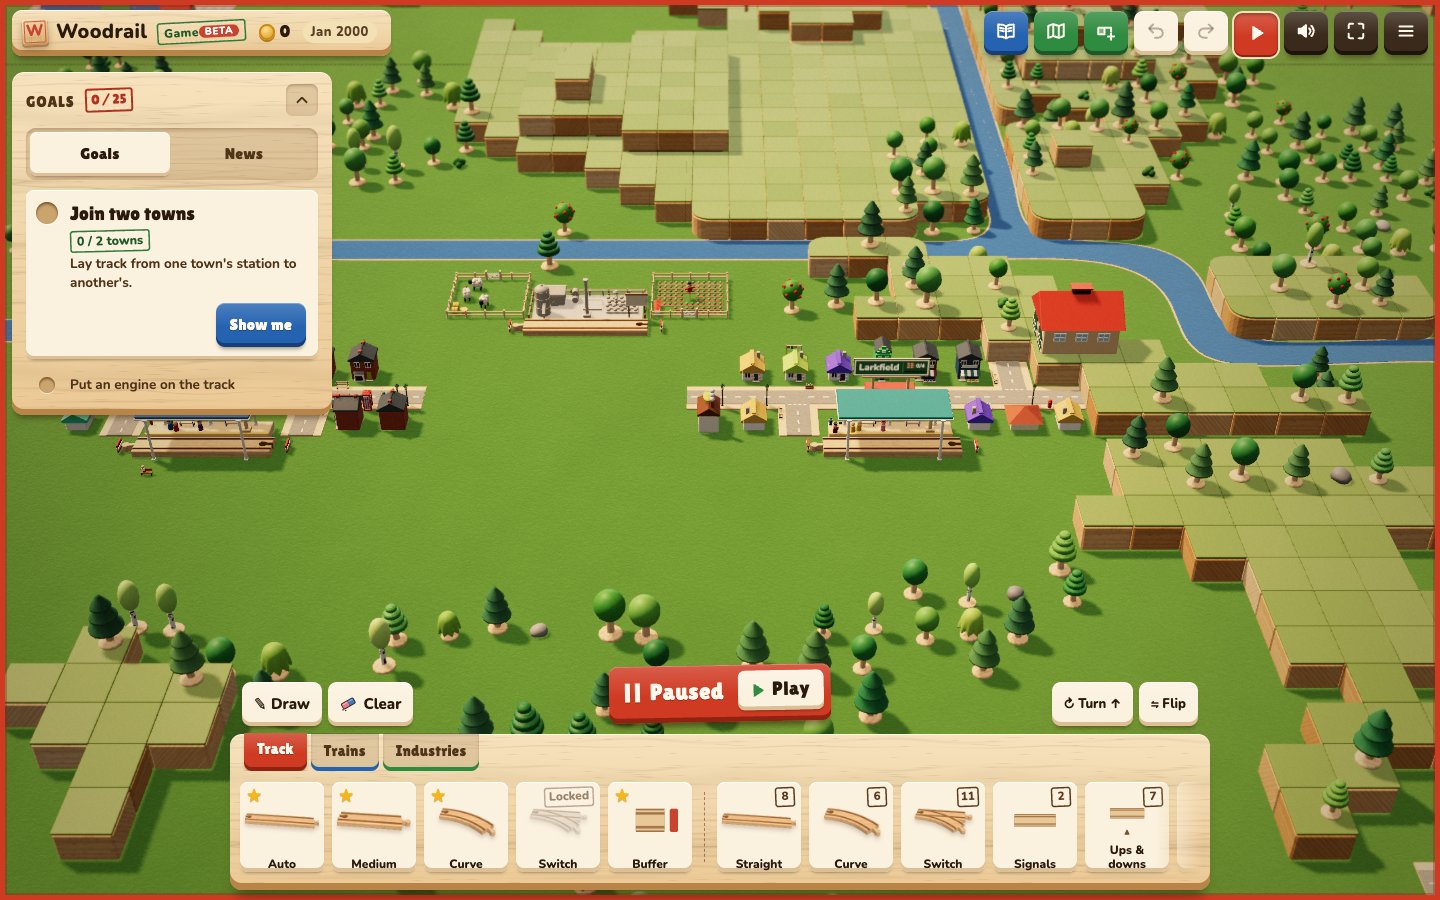 W Woodrail Game BETA 0 Jan 2000
GOALS 0 / 25
Goals News
Join two towns
0 / 2 towns
Lay track from one town's station to
another's.
Show me
Put an engine on the track
Larkfield 0/4
Paused Play
Draw Clear
Turn ↑ Flip
Track Trains Industries
Locked 8 6 11 2 7
Auto Medium Curve Switch Buffer Straight Curve Switch Signals Ups &
downs